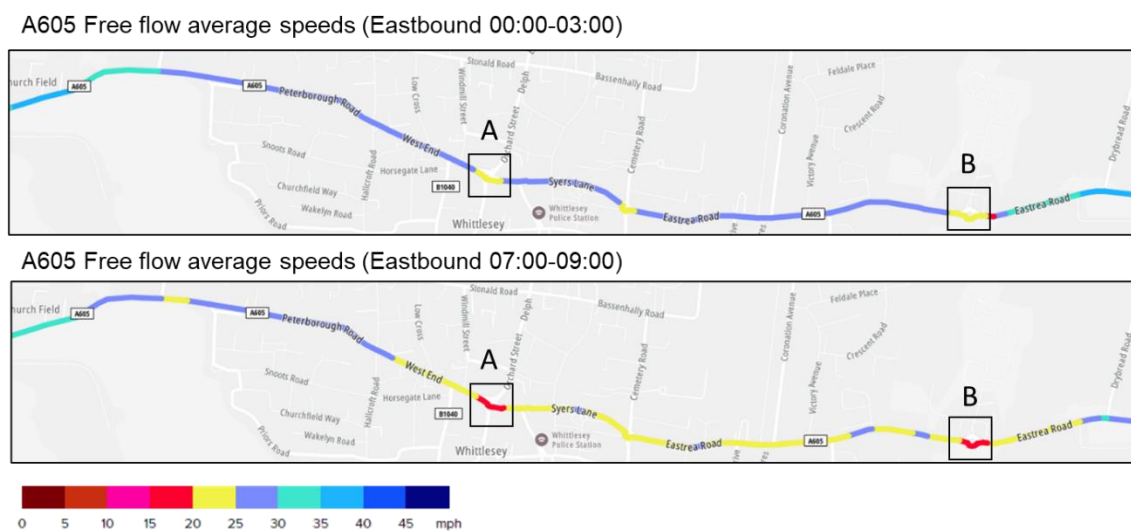 A605 Free flow average speeds (Eastbound 00:00-03:00)
hurch Field
A605
A605
Peterborough Road
Low Cross
Windmill Street
Stonald Road
Orchard Street
Delph
Bassenhally Road
Cemetery Road
Coronation Avenue
Victory Avenue
Feldale Place
Crescent Road
Drybread Road
A
B
West End
Snoots Road
Hallcroft Road
Horsegate Lane
B1040
Churchfield Way
Wakelyn Road
Priors Road
Syers Lane
Whittlesey
Police Station
Whittlesey
Eastrea Road
A605
Eastrea Road
A605 Free flow average speeds (Eastbound 07:00-09:00)
hurch Field
A605
A605
Peterborough Road
Low Cross
Windmill Street
Stonald Road
Orchard Street
Delph
Bassenhally Road
Cemetery Road
Coronation Avenue
Victory Avenue
Feldale Place
Crescent Road
Drybread Road
A
B
West End
Snoots Road
Hallcroft Road
Horsegate Lane
B1040
Churchfield Way
Wakelyn Road
Priors Road
Syers Lane
Whittlesey
Police Station
Whittlesey
Eastrea Road
A605
Eastrea Road
0 5 10 15 20 25 30 35 40 45 mph